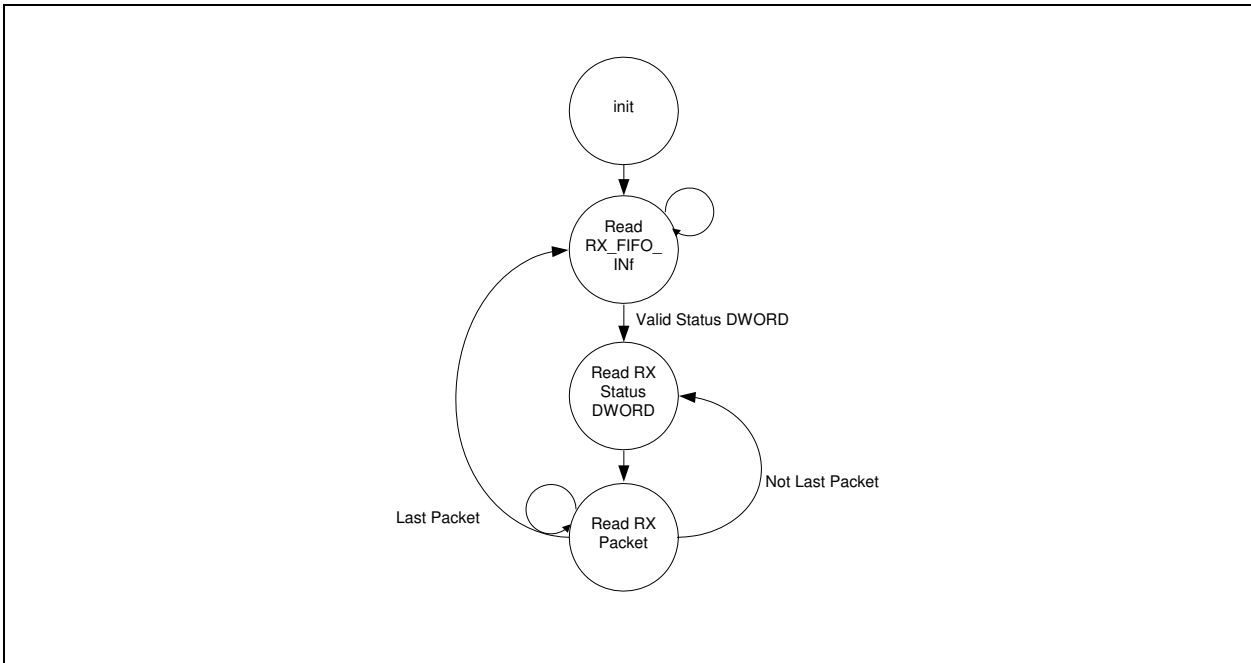 init
Read
RX_FIFO_
INf
Valid Status DWORD
Read RX
Status
DWORD
Not Last Packet
Last Packet
Read RX
Packet